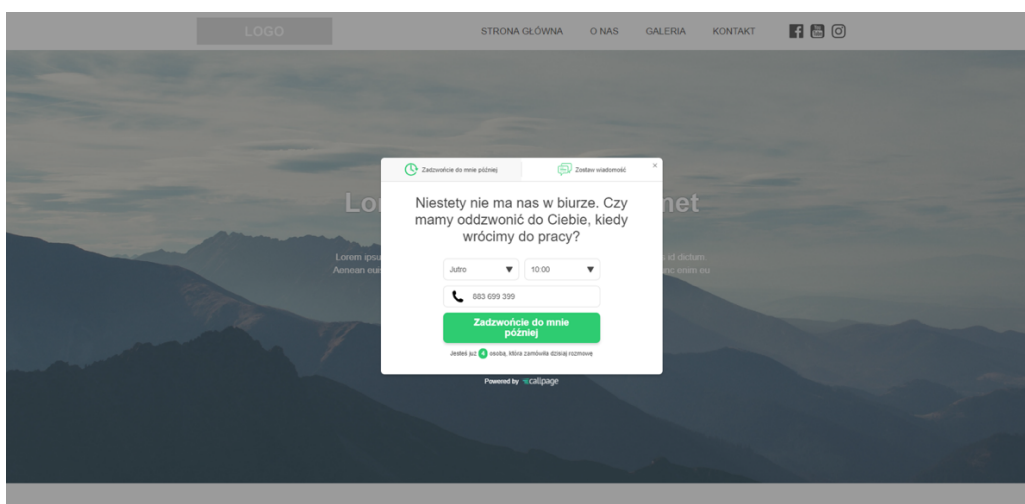 LOGO
STRONA GŁÓWNA O NAS GALERIA KONTAKT
Zadzwońcie do mnie później
Zostaw wiadomość
×
Niestety nie ma nas w biurze. Czy
mamy oddzwonić do Ciebie, kiedy
wrócimy do pracy?
Jutro
10:00
883 699 399
Zadzwońcie do mnie
później
Jesteś już 4 osobą, która zamówiła dzisiaj rozmowę
Powered by callpage